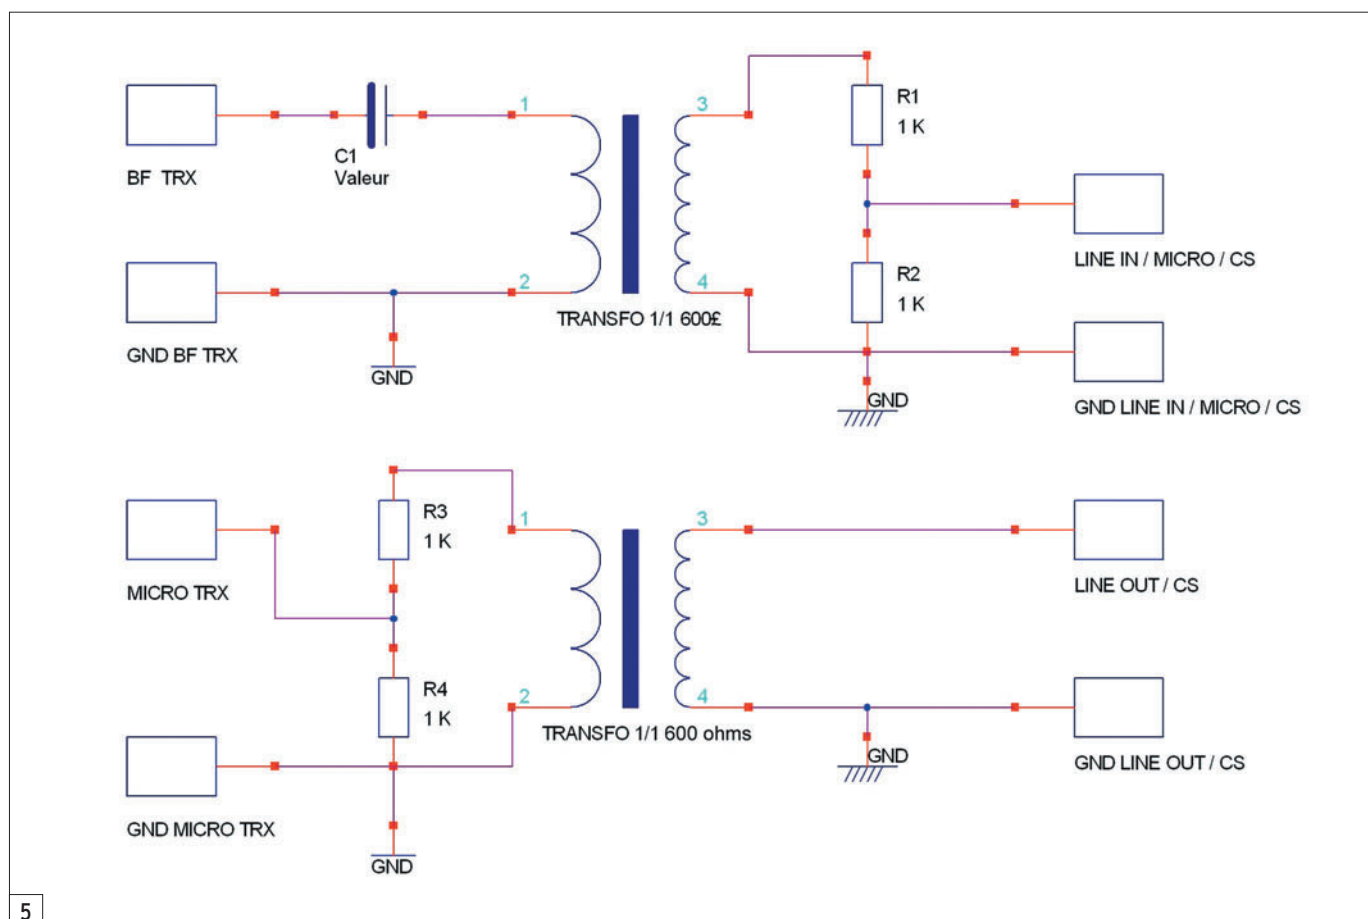 1
3
R1
1 K
C1
Valeur
BF TRX
LINE IN / MICRO / CS
R2
1 K
2
4
TRANSFO 1/1 600£
GND BF TRX
GND
GND
GND LINE IN / MICRO / CS
R3
1 K
1
3
MICRO TRX
LINE OUT / CS
R4
1 K
2
4
TRANSFO 1/1 600 ohms
GND
GND LINE OUT / CS
GND MICRO TRX
GND
5